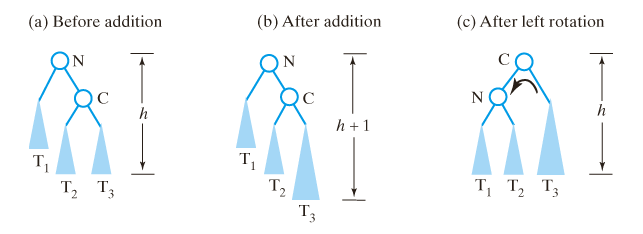 (a) Before addition
N
C
h
T1
T2
T3
(b) After addition
N
C
h + 1
T1
T2
T3
(c) After left rotation
C
N
h
T1 T2 T3